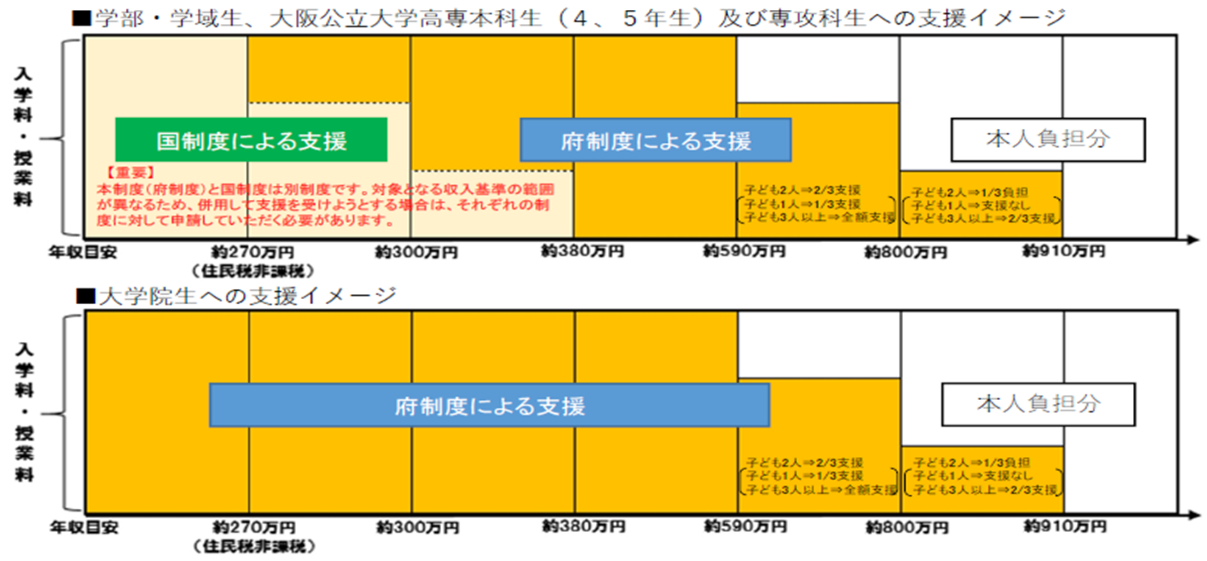 ■学部・学域生、大阪公立大学高専本科生（４、５年生）及び専攻科生への支援イメージ
入学料・授業料
国制度による支援
府制度による支援
本人負担分
【重要】
本制度（府制度）と国制度は別制度です。対象となる収入基準の範囲
が異なるため、併用して支援を受けようとする場合は、それぞれの制
度に対して申請していただく必要があります。
子ども2人⇒2/3支援
子ども1人⇒1/3支援
子ども3人以上⇒全額支援
子ども2人⇒1/3負担
子ども1人⇒支援なし
子ども3人以上⇒2/3支援
年収目安 約270万円 約300万円 約380万円 約590万円 約800万円 約910万円
（住民税非課税）
■大学院生への支援イメージ
入学料・授業料
府制度による支援
本人負担分
子ども2人⇒2/3支援
子ども1人⇒1/3支援
子ども3人以上⇒全額支援
子ども2人⇒1/3負担
子ども1人⇒支援なし
子ども3人以上⇒2/3支援
年収目安 約270万円 約300万円 約380万円 約590万円 約800万円 約910万円
（住民税非課税）